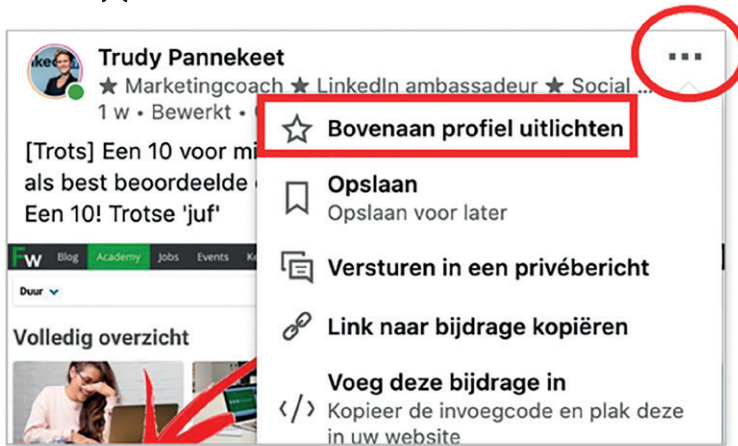 Trudy Pannekeet
★ Marketingcoach ★ LinkedIn ambassadeur ★ Social ...
1 w • Bewerkt •
[Trots] Een 10 voor mi
als best beoordeelde
Een 10! Trotse 'juf'
Bovenaan profiel uitlichten
Opslaan
Opslaan voor later
Versturen in een privébericht
Link naar bijdrage kopiëren
Voeg deze bijdrage in
</> Kopieer de invoegcode en plak deze
in uw website
Fw Blog Academy Jobs Events
Duur
Volledig overzicht